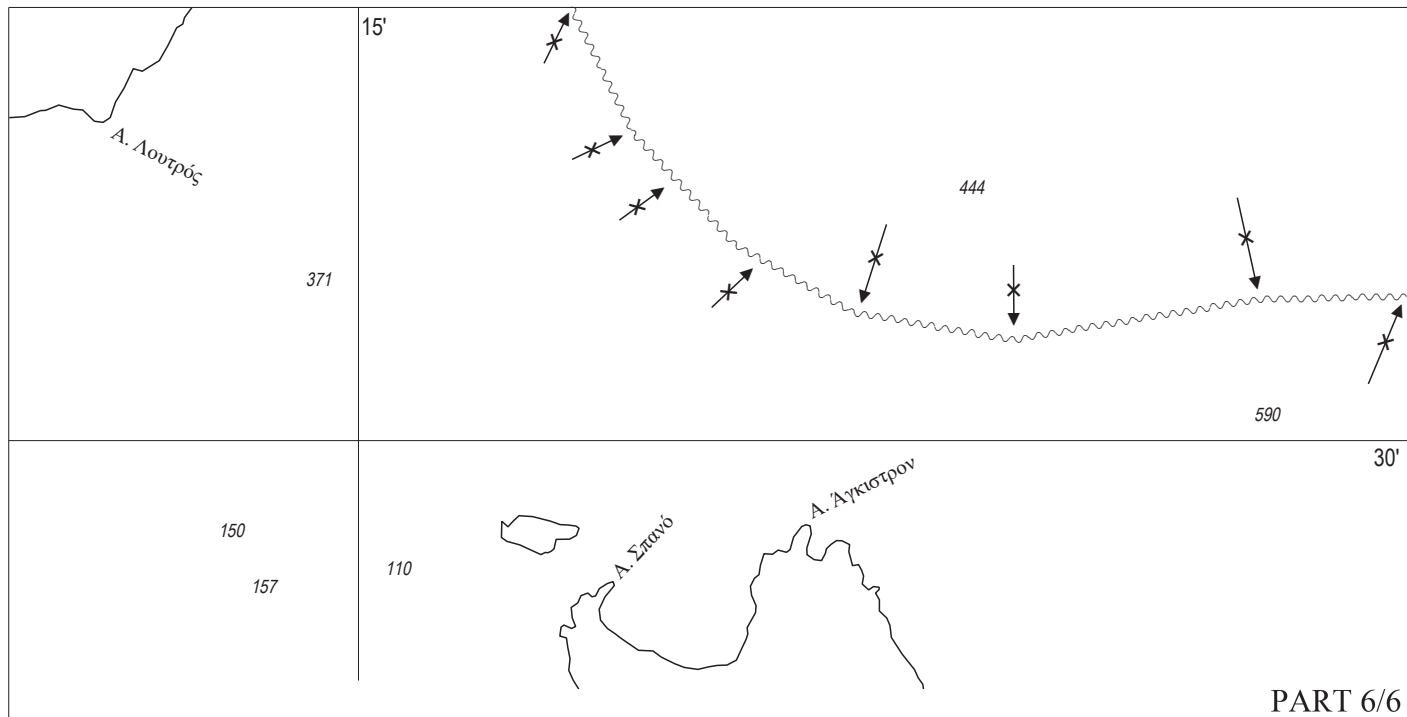 15'
Α. Λουτρός
444
371
590
30'
Α. Άγκιστρον
150
Α. Σπανό
110
157
PART 6/6